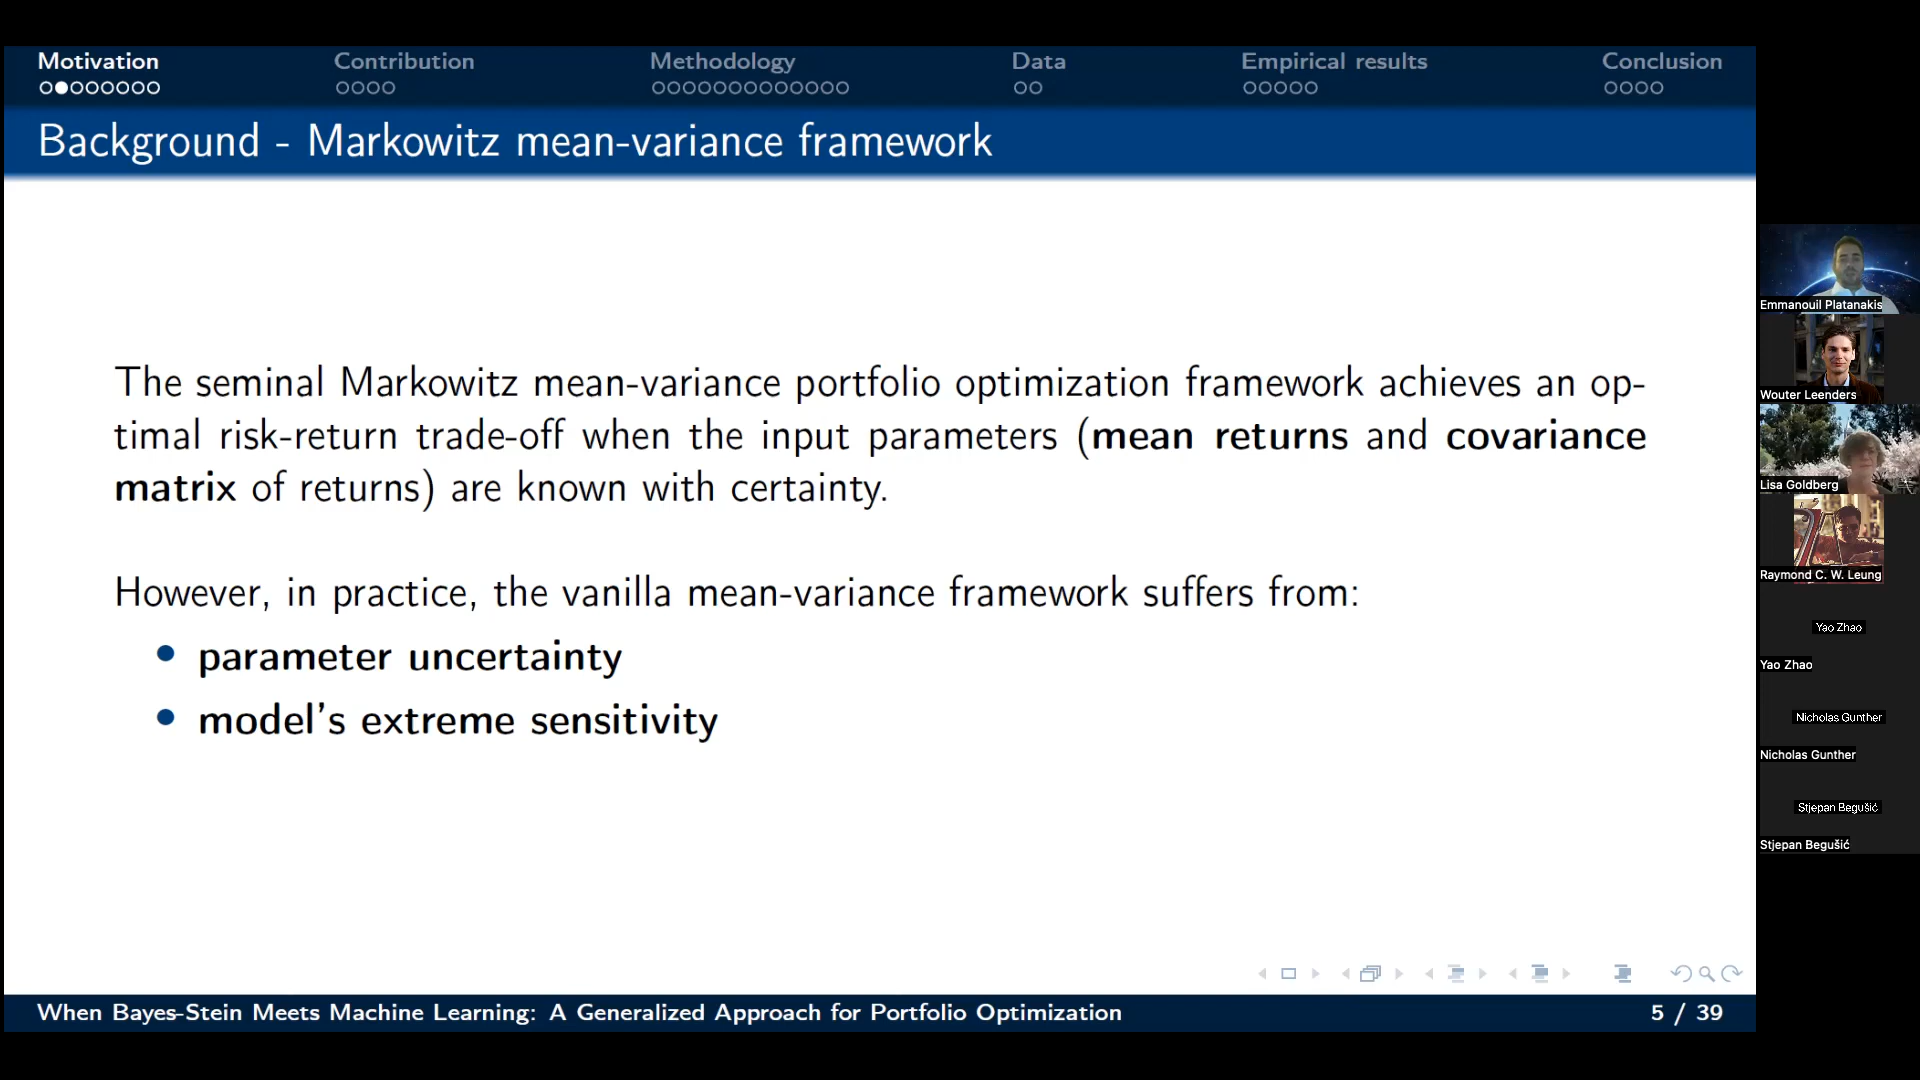 Motivation
Contribution
Methodology
Data
Empirical results
Conclusion
Background - Markowitz mean-variance framework
The seminal Markowitz mean-variance portfolio optimization framework achieves an op-
timal risk-return trade-off when the input parameters (mean returns and covariance
matrix of returns) are known with certainty.
However, in practice, the vanilla mean-variance framework suffers from:
• parameter uncertainty
• model's extreme sensitivity
When Bayes-Stein Meets Machine Learning: A Generalized Approach for Portfolio Optimization
5 / 39
Emmanouil Platanakis
Wouter Leenders
Lisa Goldberg
Raymond C. W. Leung
Yao Zhao
Yao Zhao
Nicholas Gunther
Nicholas Gunther
Stjepan Begušić
Stjepan Begušić